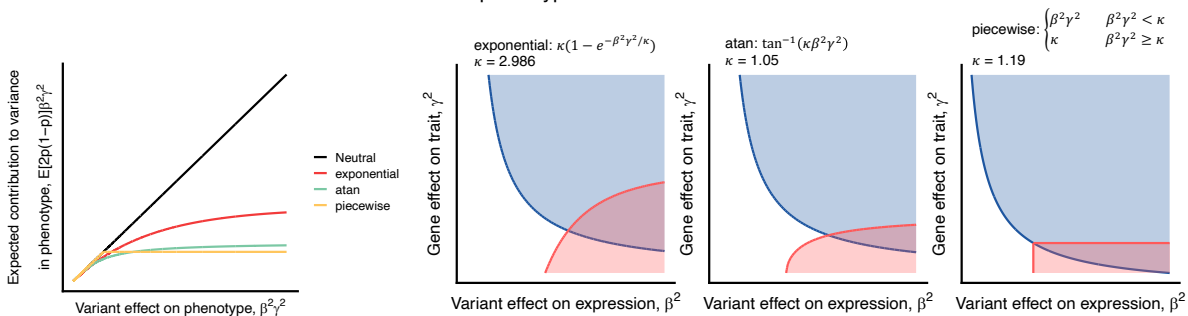 Expected contribution to variance
in phenotype, E[2p(1−p)]β²γ²
Variant effect on phenotype, β²γ²
Neutral
exponential
atan
piecewise
exponential: κ(1 − e^{−β²γ²/κ})
κ = 2.986
Gene effect on trait, γ²
Variant effect on expression, β²
atan: tan⁻¹(κβ²γ²)
κ = 1.05
Gene effect on trait, γ²
Variant effect on expression, β²
piecewise: { β²γ² β²γ² < κ
κ β²γ² ≥ κ
κ = 1.19
Gene effect on trait, γ²
Variant effect on expression, β²